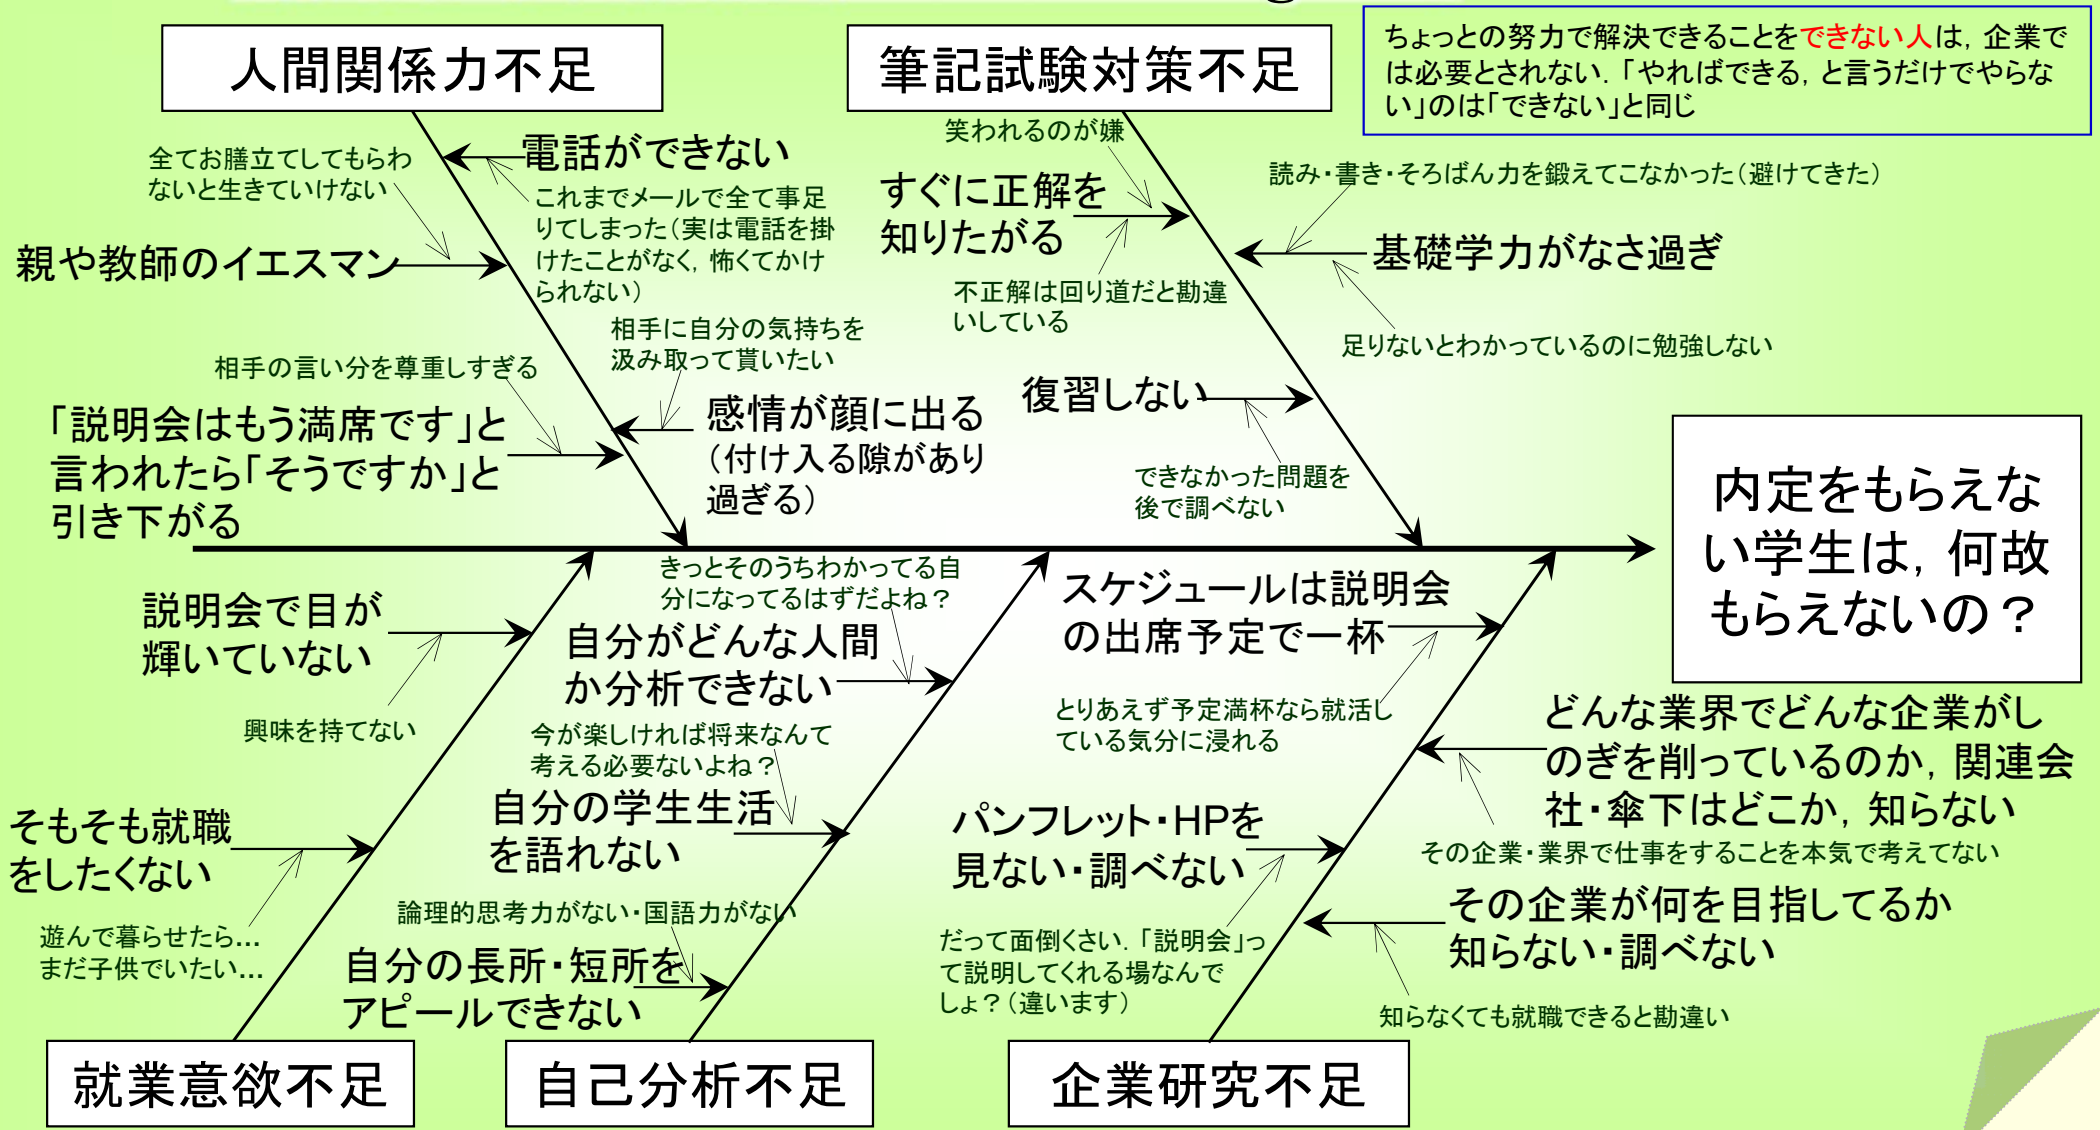 人間関係力不足
筆記試験対策不足
ちょっとの努力で解決できることをできない人は, 企業で
は必要とされない. 「やればできる, と言うだけでやらな
い」のは「できない」と同じ
全てお膳立てしてもらわ
ないと生きていけない
電話ができない
これまでメールで全て事足
りてしまった(実は電話を掛
けたことがなく, 怖くてかけ
られない)
親や教師のイエスマン
相手に自分の気持ちを
汲み取って貰いたい
相手の言い分を尊重しすぎる
「説明会はもう満席です」と
言われたら「そうですか」と
引き下がる
感情が顔に出る
(付け入る隙があり
過ぎる)
笑われるのが嫌
すぐに正解を
知りたがる
不正解は回り道だと勘違
いしている
読み・書き・そろばん力を鍛えてこなかった(避けてきた)
基礎学力がなさ過ぎ
足りないとわかっているのに勉強しない
復習しない
できなかった問題を
後で調べない
内定をもらえな
い学生は, 何故
もらえないの?
説明会で目が
輝いていない
興味を持てない
そもそも就職
をしたくない
遊んで暮らせたら...
まだ子供でいたい...
就業意欲不足
きっとそのうちわかってる自
分になってるはずだよね?
自分がどんな人間
か分析できない
今が楽しければ将来なんて
考える必要ないよね?
自分の学生生活
を語れない
論理的思考力がない・国語力がない
自分の長所・短所を
アピールできない
自己分析不足
スケジュールは説明会
の出席予定で一杯
とりあえず予定満杯なら就活し
ている気分に浸れる
どんな業界でどんな企業がし
のぎを削っているのか, 関連会
社・傘下はどこか, 知らない
その企業・業界で仕事をすることを本気で考えてない
パンフレット・HPを
見ない・調べない
だって面倒くさい. 「説明会」っ
て説明してくれる場なんで
しょ?(違います)
その企業が何を目指してるか
知らない・調べない
知らなくても就職できると勘違い
企業研究不足